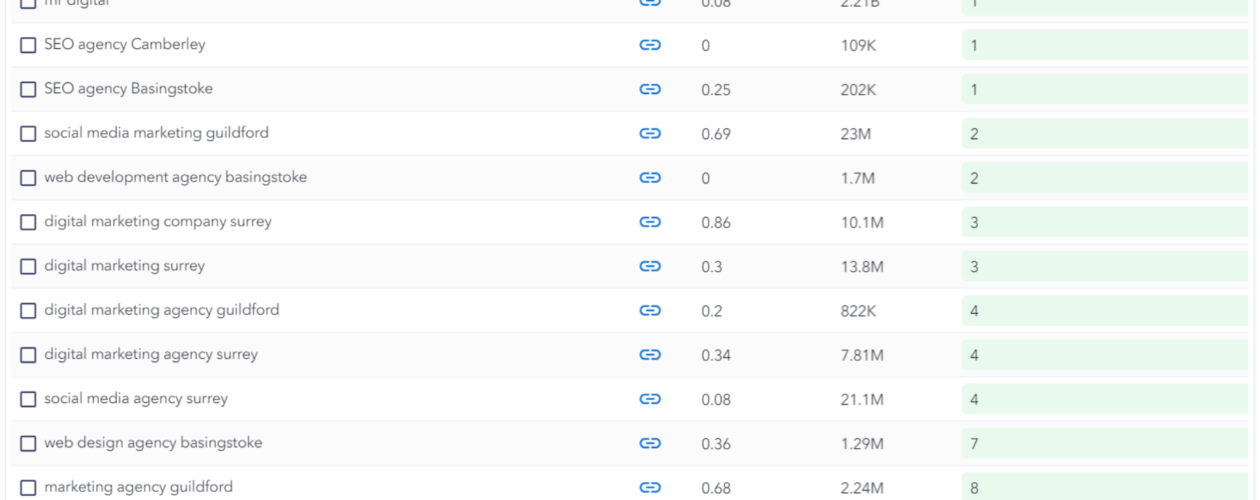 mr digital 0.08 2.21B 1
SEO agency Camberley 0 109K 1
SEO agency Basingstoke 0.25 202K 1
social media marketing guildford 0.69 23M 2
web development agency basingstoke 0 1.7M 2
digital marketing company surrey 0.86 10.1M 3
digital marketing surrey 0.3 13.8M 3
digital marketing agency guildford 0.2 822K 4
digital marketing agency surrey 0.34 7.81M 4
social media agency surrey 0.08 21.1M 4
web design agency basingstoke 0.36 1.29M 7
marketing agency guildford 0.68 2.24M 8